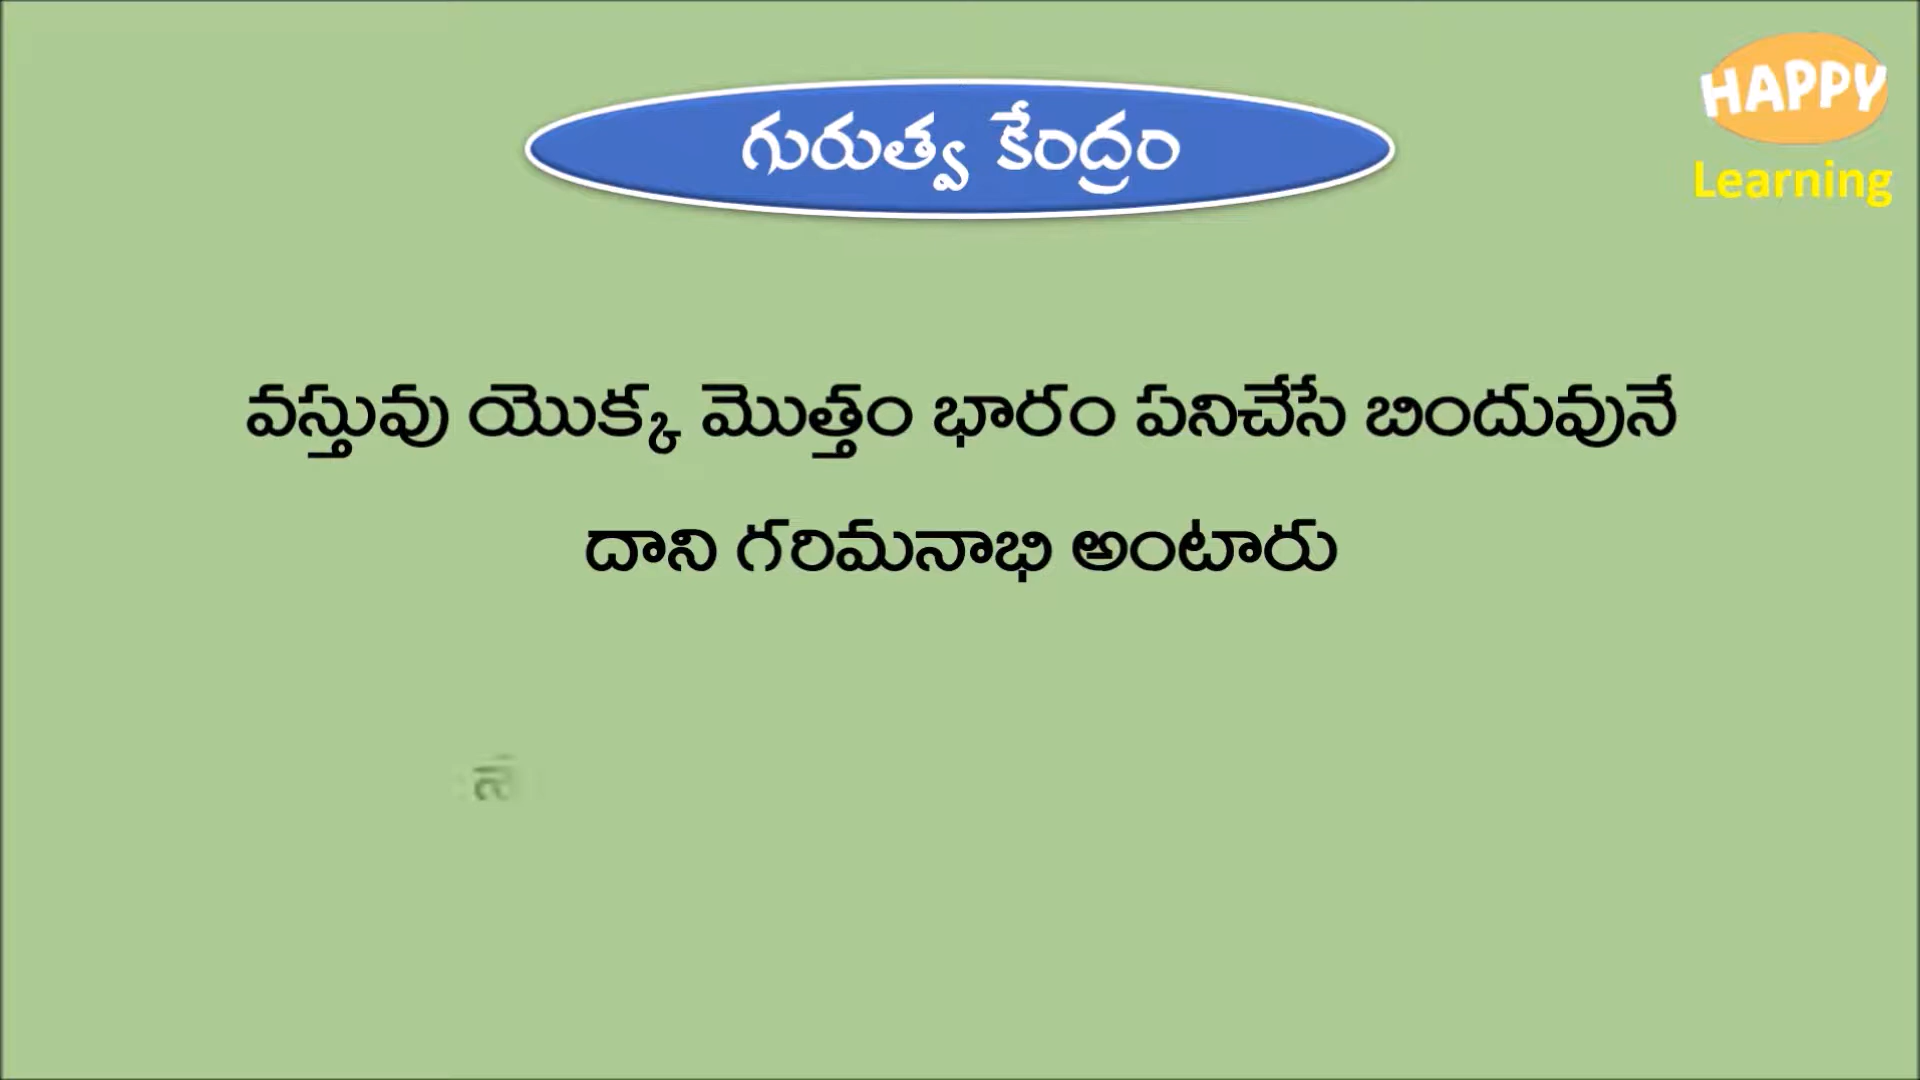 గురుత్వ కేంద్రం
HAPPY
Learning
వస్తువు యొక్క మొత్తం భారం పనిచేసే బిందువునే
దాని గరిమనాభి అంటారు